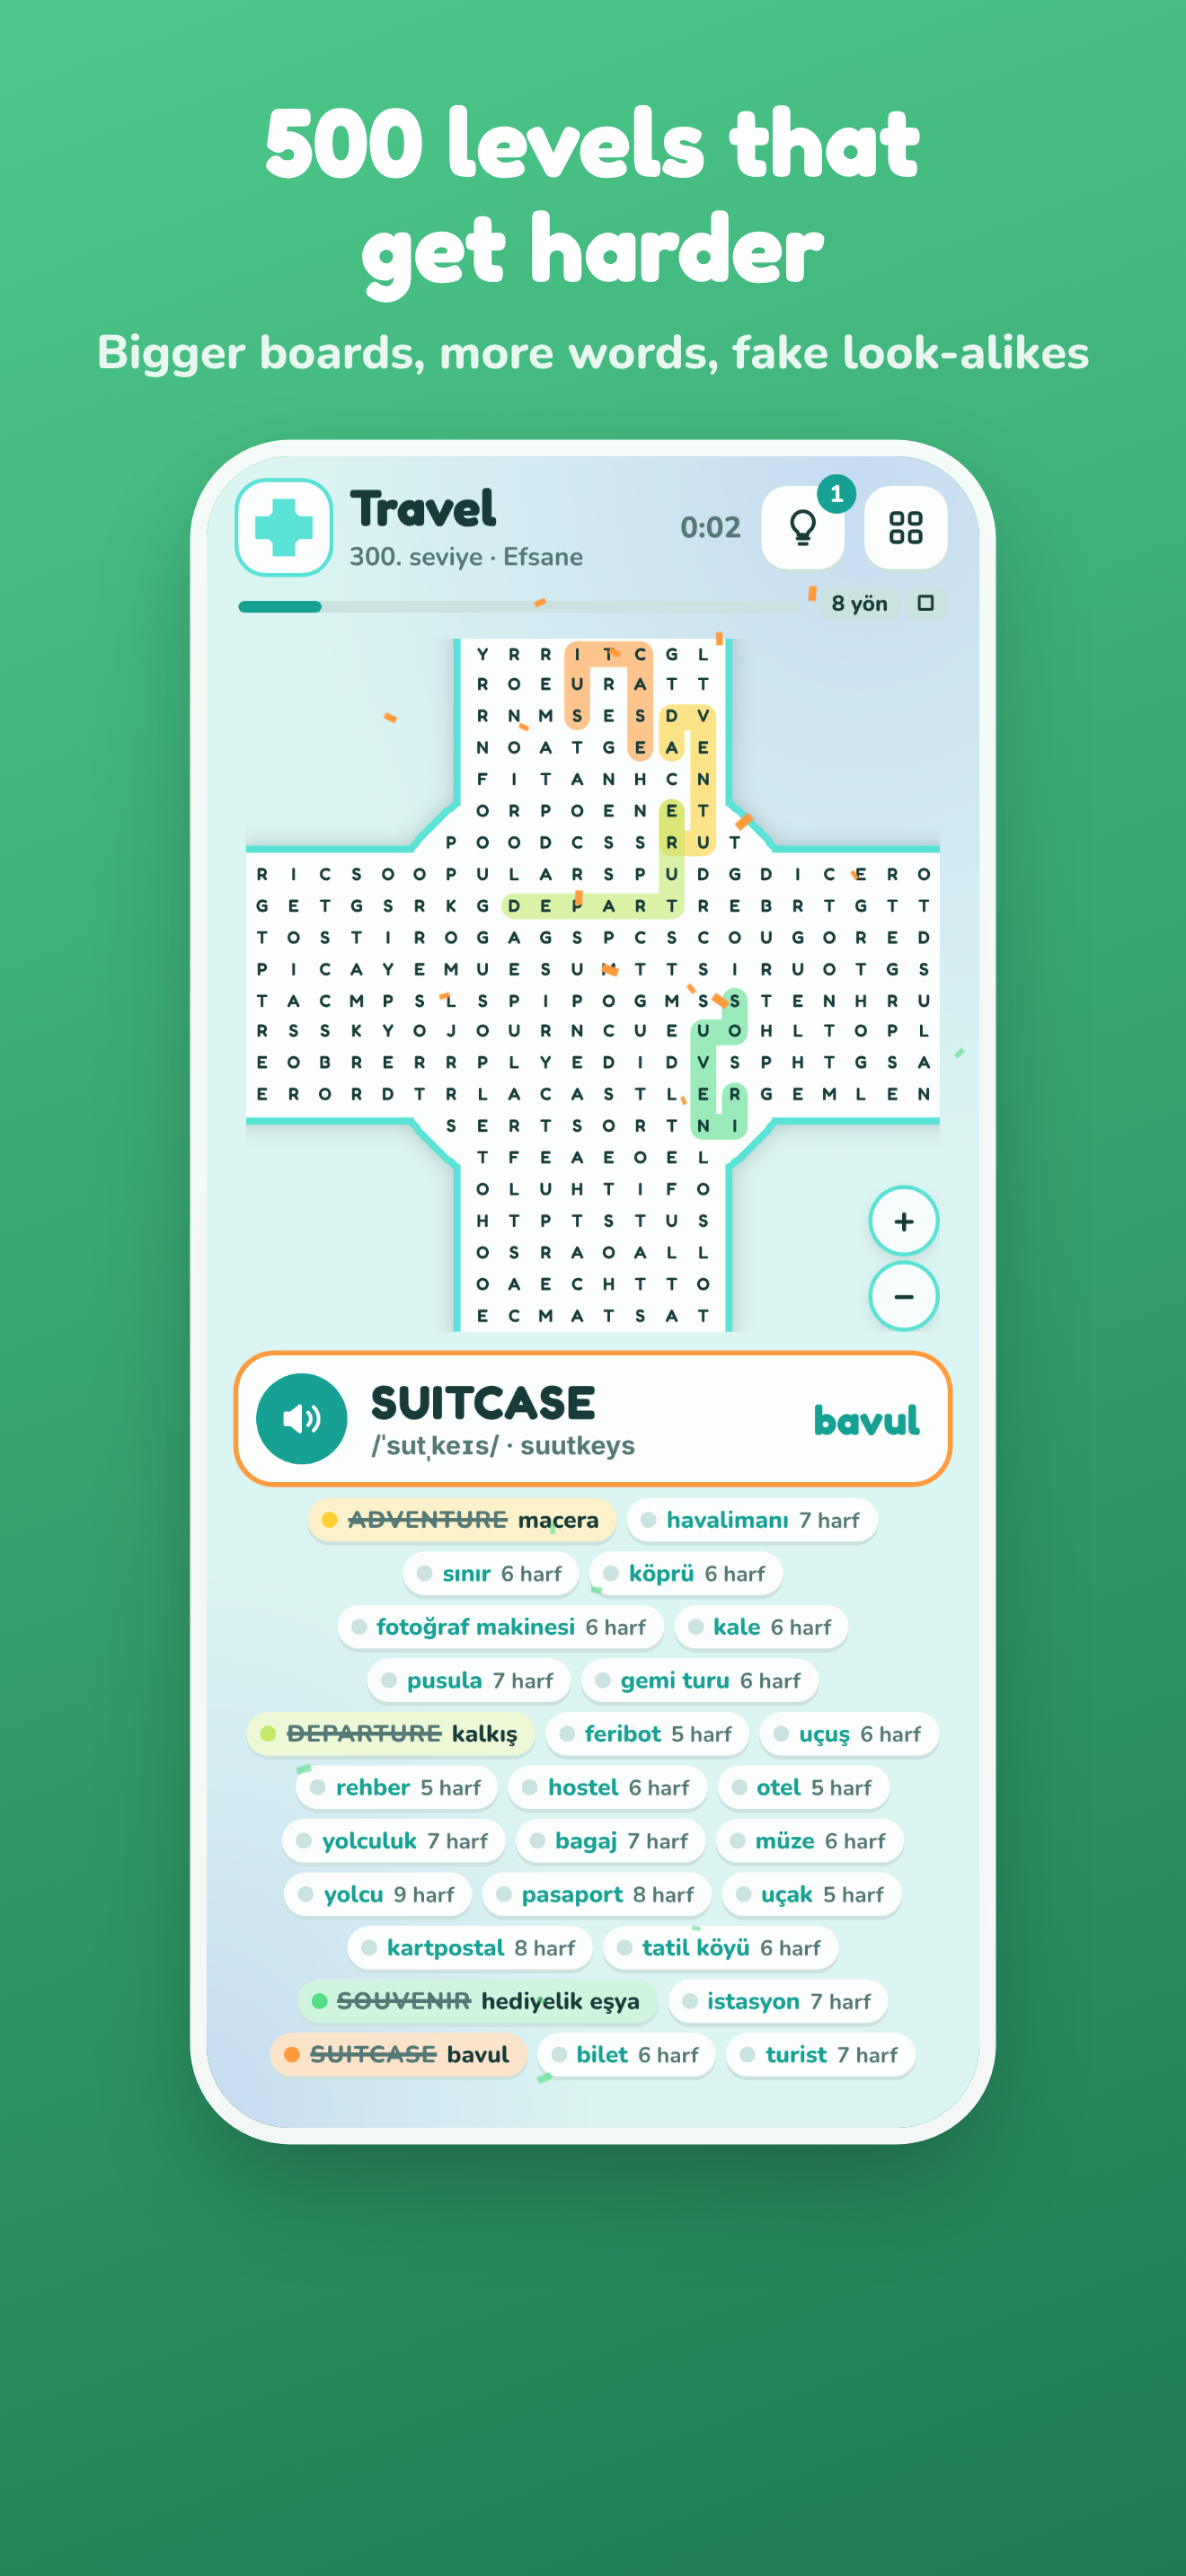 500 levels that
get harder
Bigger boards, more words, fake look-alikes
Travel
300. seviye · Efsane
0:02
1
8 yön
Y R R I T C G L
R O E U R A T T
R N M S E S D V
N O A T G E A E
F I T A N H C N
O R P O E N E T
P O O D C S S R U T
R I C S O O P U L A R S P U D G D I C E R O
G E T G S R K G D E P A R T R E B R T G T T
T O S T I R O G A G S P C S C O U G O R E D
P I C A Y E M U E S U T T S I R U O T G S
T A C M P S L S P I P O G M S S T E N H R U
R S S K Y O J O U R N C U E U O H L T O P L
E O B R E R R P L Y E D I D V S P H T G S A
E R O R D T R L A C A S T L E R G E M L E N
S E R T S O R T N I
T F E A E O E L
O L U H T I F O
H T P T S T U S
O S R A O A L L
O A E C H T T O
E C M A T S A T
+
−
SUITCASE
/ˈsutˌkeɪs/ · suutkeys
bavul
ADVENTURE macera
havalimanı 7 harf
sınır 6 harf
köprü 6 harf
fotoğraf makinesi 6 harf
kale 6 harf
pusula 7 harf
gemi turu 6 harf
DEPARTURE kalkış
feribot 5 harf
uçuş 6 harf
rehber 5 harf
hostel 6 harf
otel 5 harf
yolculuk 7 harf
bagaj 7 harf
müze 6 harf
yolcu 9 harf
pasaport 8 harf
uçak 5 harf
kartpostal 8 harf
tatil köyü 6 harf
SOUVENIR hediyelik eşya
istasyon 7 harf
SUITCASE bavul
bilet 6 harf
turist 7 harf